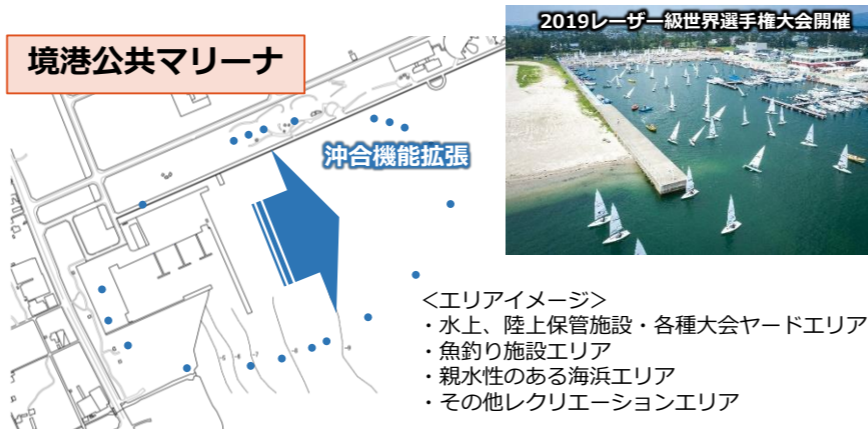 境港公共マリーナ
2019レーザー級世界選手権大会開催
沖合機能拡張
＜エリアイメージ＞
・水上、陸上保管施設・各種大会ヤードエリア
・魚釣り施設エリア
・親水性のある海浜エリア
・その他レクリエーションエリア